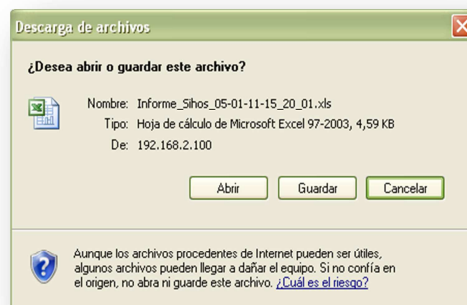 Descarga de archivos
¿Desea abrir o guardar este archivo?
Nombre: Informe_Sihos_05-01-11-15_20_01.xls
Tipo: Hoja de cálculo de Microsoft Excel 97-2003, 4,59 KB
De: 192.168.2.100
Abrir Guardar Cancelar
Aunque los archivos procedentes de Internet pueden ser útiles,
algunos archivos pueden llegar a dañar el equipo. Si no confía en
el origen, no abra ni guarde este archivo. ¿Cuál es el riesgo?